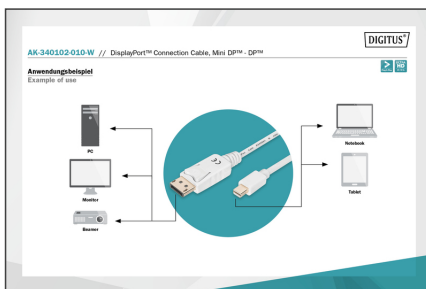 DIGITUS®
AK-340102-010-W // DisplayPort™ Connection Cable, Mini DP™ - DP™
Anwendungsbeispiel
Example of use
HD
PC
Notebook
Monitor
Tablet
Beamer